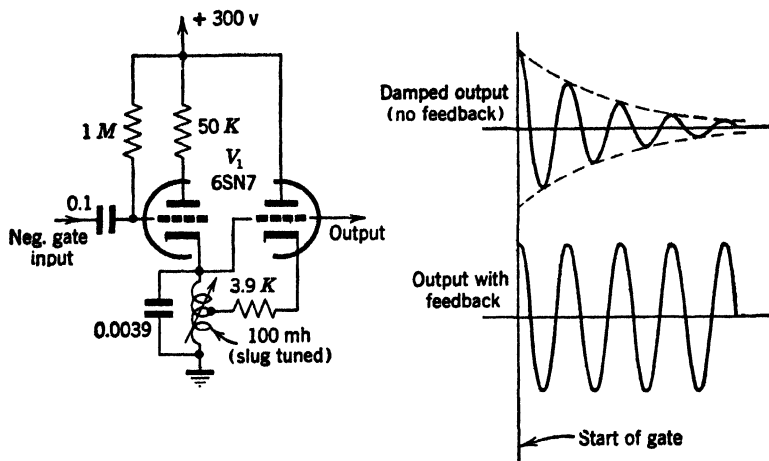 + 300 v
1 M
50 K
V1
6SN7
0.1
Neg. gate
input
Output
3.9 K
0.0039
100 mh
(slug tuned)
Damped output
(no feedback)
Output with
feedback
Start of gate